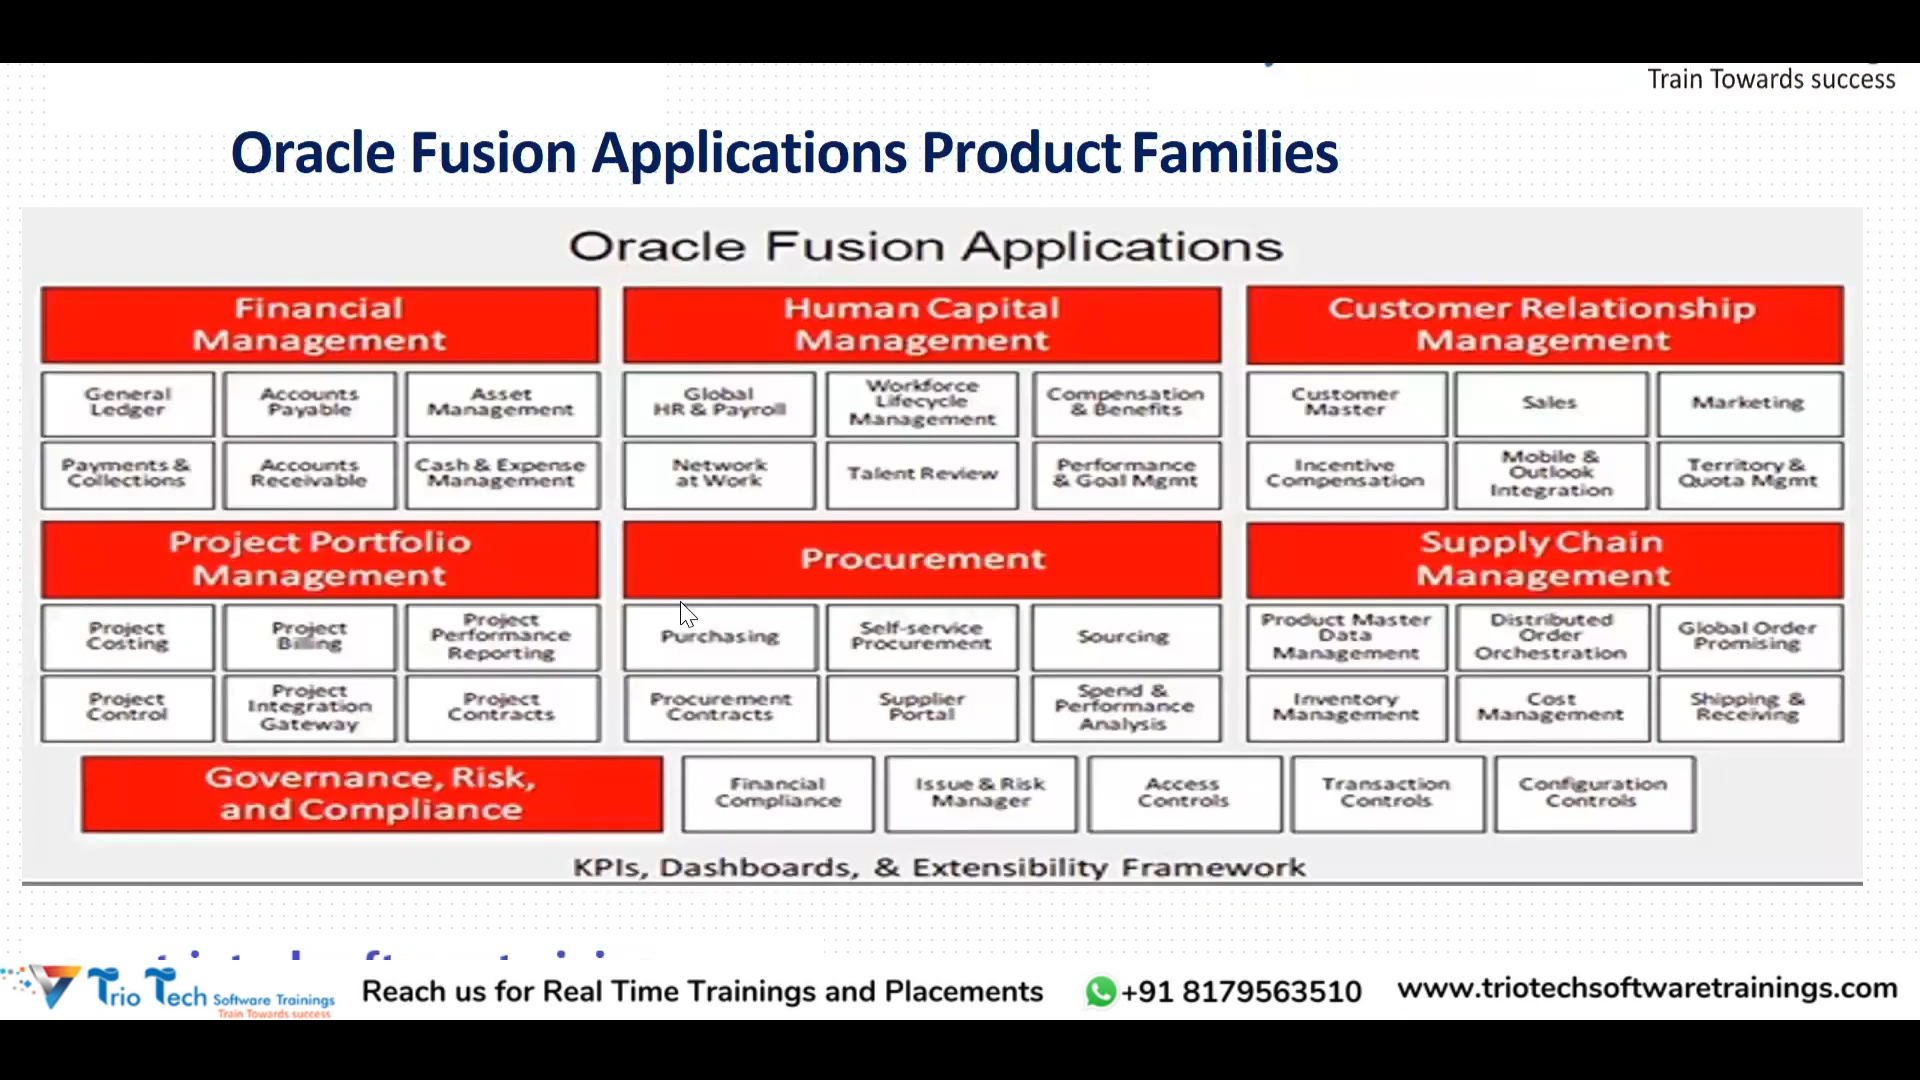 Train Towards success
Oracle Fusion Applications Product Families
Oracle Fusion Applications
Financial
Management
Human Capital
Management
Customer Relationship
Management
General
Ledger
Accounts
Payable
Asset
Management
Global
HR & Payroll
Workforce
Lifecycle
Management
Compensation
& Benefits
Customer
Master
Sales
Marketing
Payments &
Collections
Accounts
Receivable
Cash & Expense
Management
Network
at Work
Talent Review
Performance
& Goal Mgmt
Incentive
Compensation
Mobile &
Outlook
Integration
Territory &
Quota Mgmt
Project Portfolio
Management
Procurement
Supply Chain
Management
Project
Costing
Project
Billing
Project
Performance
Reporting
Purchasing
Self-service
Procurement
Sourcing
Product Master
Data
Management
Distributed
Order
Orchestration
Global Order
Promising
Project
Control
Project
Integration
Gateway
Project
Contracts
Procurement
Contracts
Supplier
Portal
Spend &
Performance
Analysis
Inventory
Management
Cost
Management
Shipping &
Receiving
Governance, Risk,
and Compliance
Financial
Compliance
Issue & Risk
Manager
Access
Controls
Transaction
Controls
Configuration
Controls
KPIs, Dashboards, & Extensibility Framework
Trio Tech Software Trainings
Train Towards success
Reach us for Real Time Trainings and Placements
+91 8179563510
www.triotechsoftwaretrainings.com